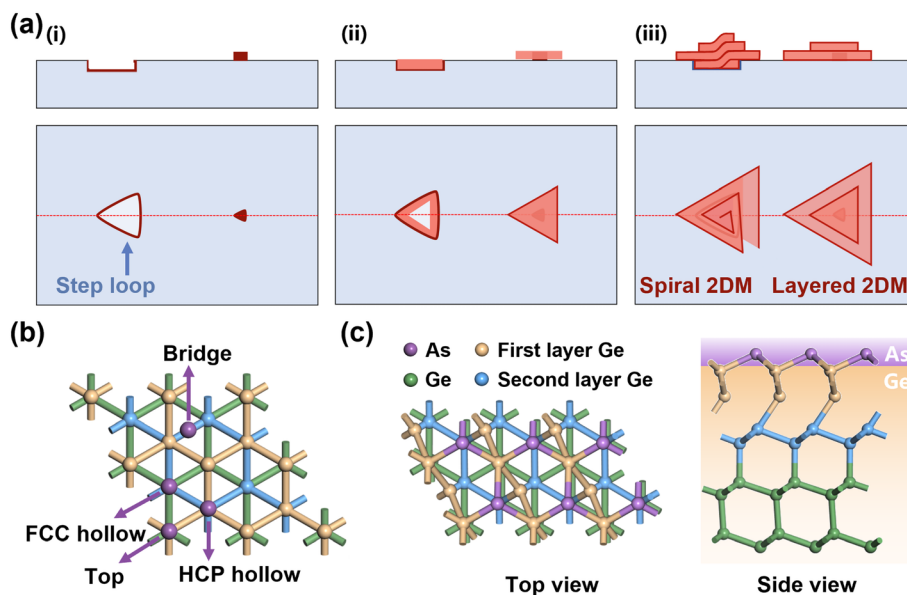 (a)
(i)
(ii)
(iii)
Step loop
Spiral 2DM
Layered 2DM
(b)
Bridge
FCC hollow
Top
HCP hollow
(c)
As
First layer Ge
Ge
Second layer Ge
Top view
As
Ge
Side view